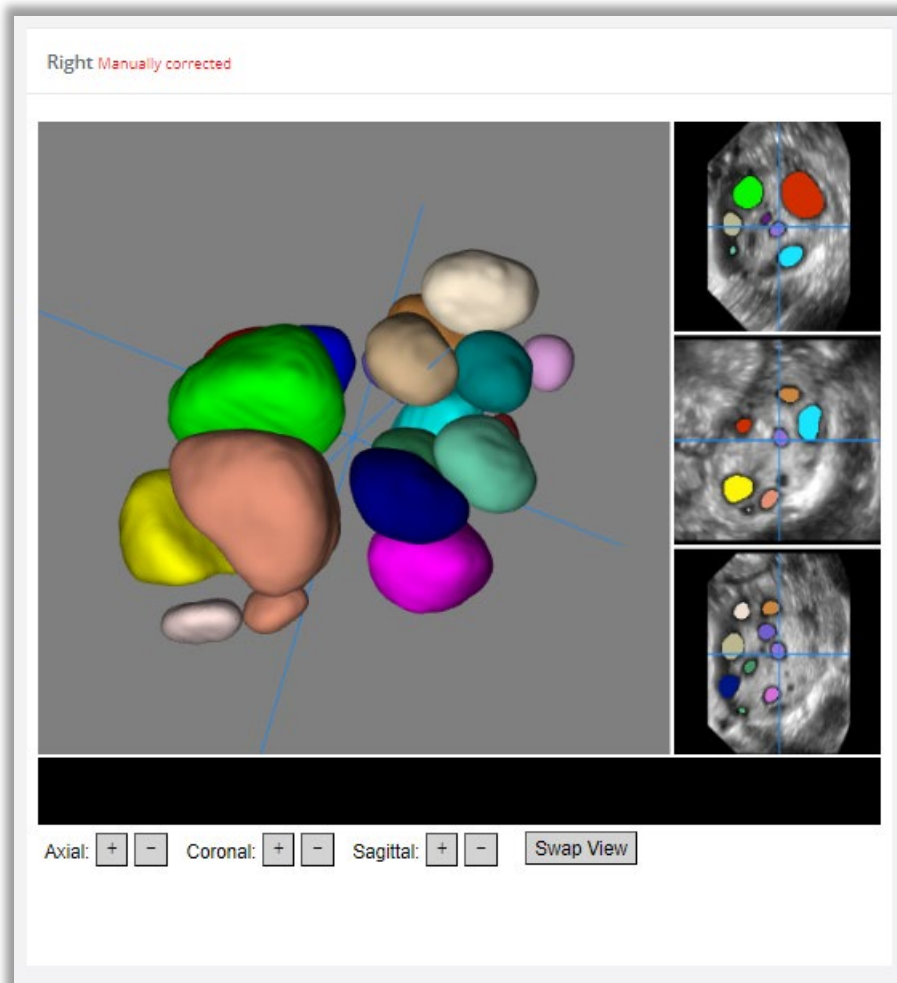 Right Manually corrected
Axial: + − Coronal: + − Sagittal: + − Swap View